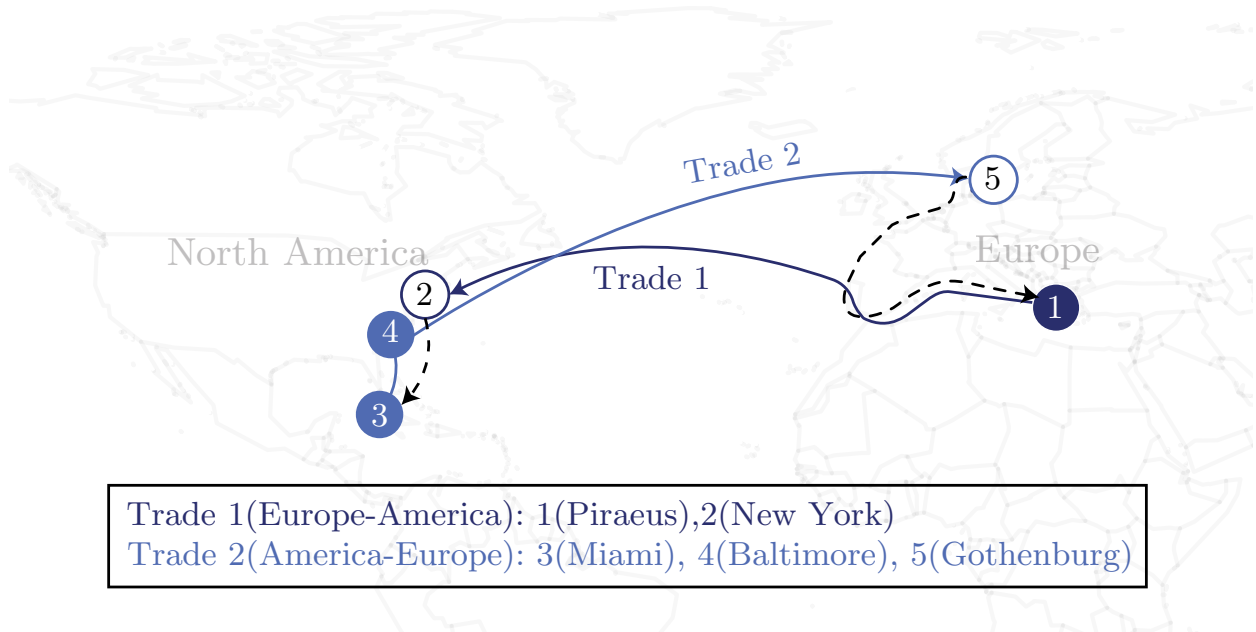 Trade 2
5
North America
Europe
Trade 1
2
1
4
3
Trade 1(Europe-America): 1(Piraeus),2(New York)
Trade 2(America-Europe): 3(Miami), 4(Baltimore), 5(Gothenburg)